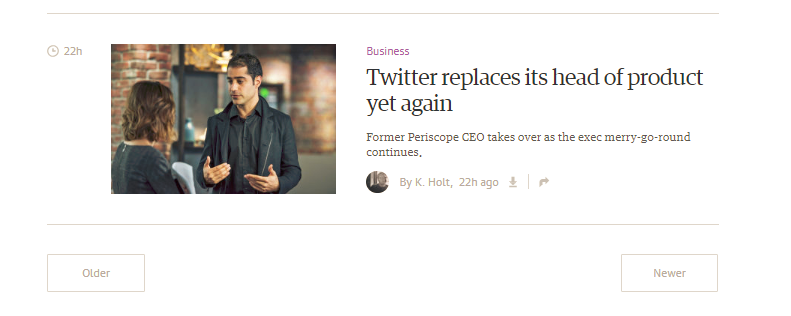 22h
Business
Twitter replaces its head of product
yet again
Former Periscope CEO takes over as the exec merry-go-round
continues.
By K. Holt, 22h ago
Older
Newer